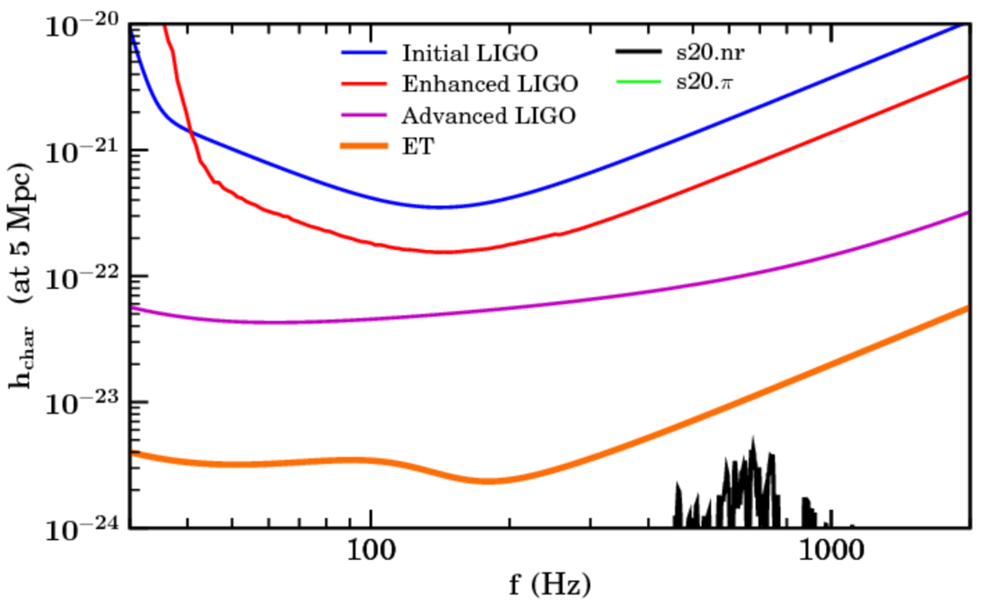 10⁻²⁰
10⁻²¹
10⁻²²
10⁻²³
10⁻²⁴
h_char (at 5 Mpc)
Initial LIGO
Enhanced LIGO
Advanced LIGO
ET
s20.nr
s20.π
100
1000
f (Hz)